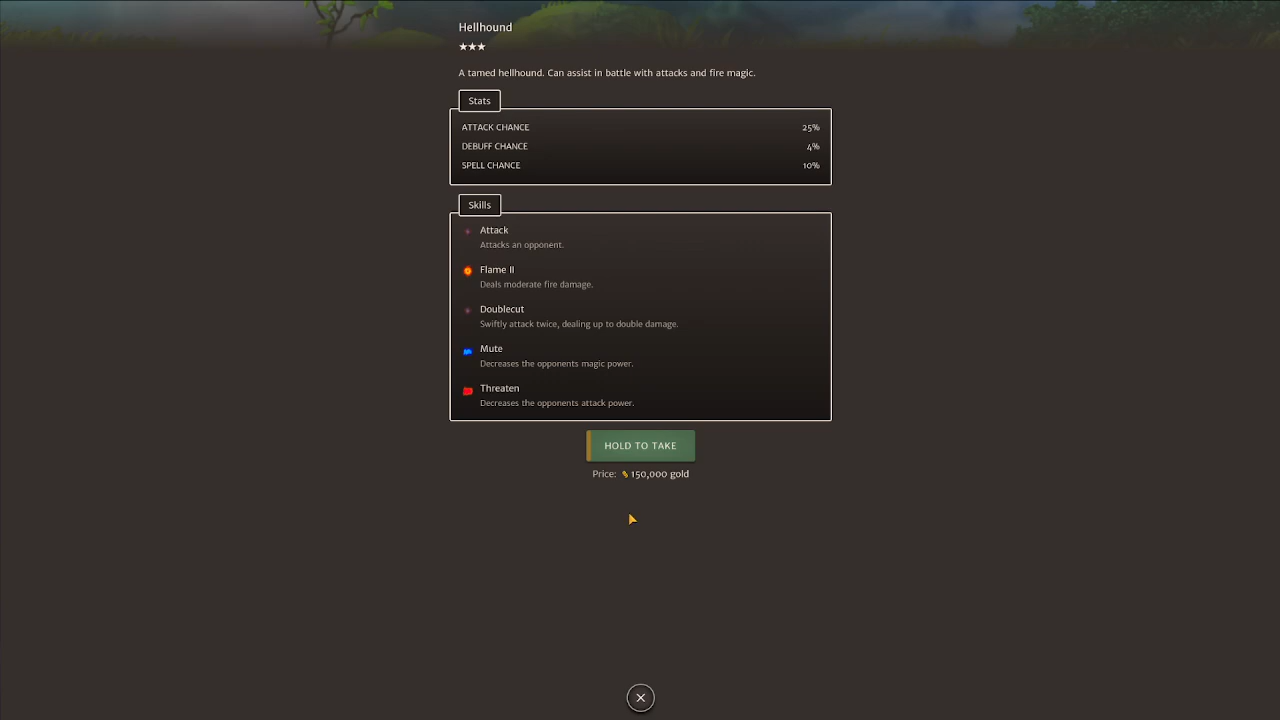 Hellhound
★★★
A tamed hellhound. Can assist in battle with attacks and fire magic.
Stats
ATTACK CHANCE 25%
DEBUFF CHANCE 4%
SPELL CHANCE 10%
Skills
Attack
Attacks an opponent.
Flame II
Deals moderate fire damage.
Doublecut
Swiftly attack twice, dealing up to double damage.
Mute
Decreases the opponents magic power.
Threaten
Decreases the opponents attack power.
HOLD TO TAKE
Price: 150,000 gold